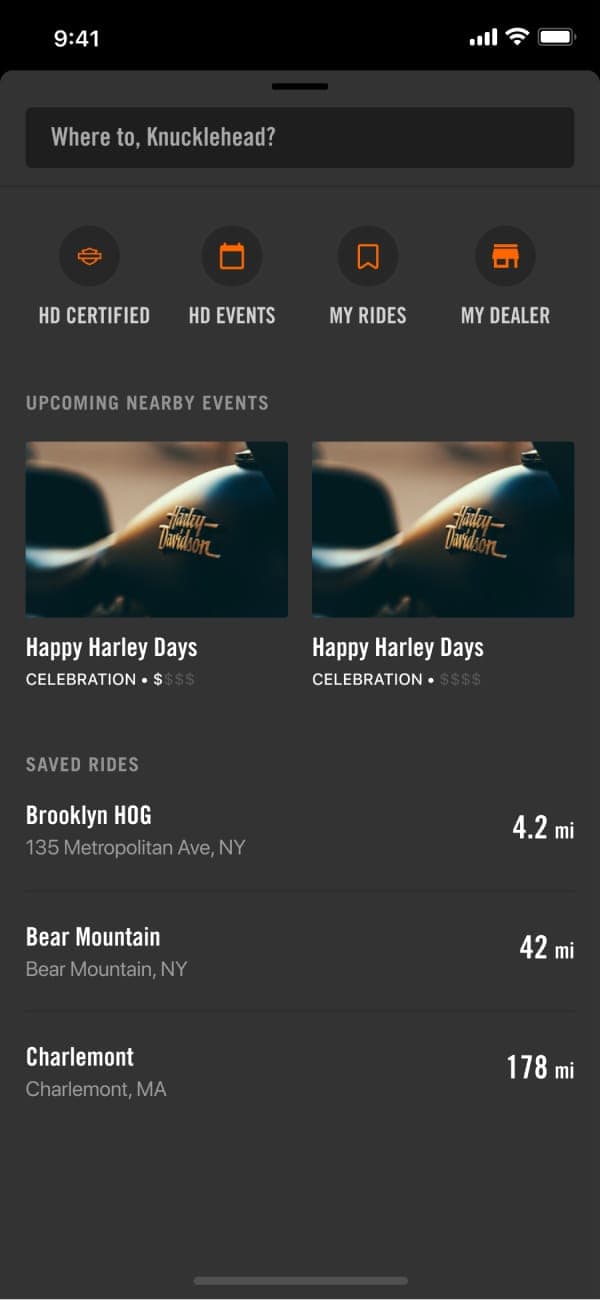 9:41
Where to, Knucklehead?
HD CERTIFIED HD EVENTS MY RIDES MY DEALER
UPCOMING NEARBY EVENTS
Harley-
Davidson
Harley-
Davidson
Happy Harley Days
CELEBRATION • $$$$
Happy Harley Days
CELEBRATION • $$$$
SAVED RIDES
Brooklyn HOG
135 Metropolitan Ave, NY
4.2 mi
Bear Mountain
Bear Mountain, NY
42 mi
Charlemont
Charlemont, MA
178 mi